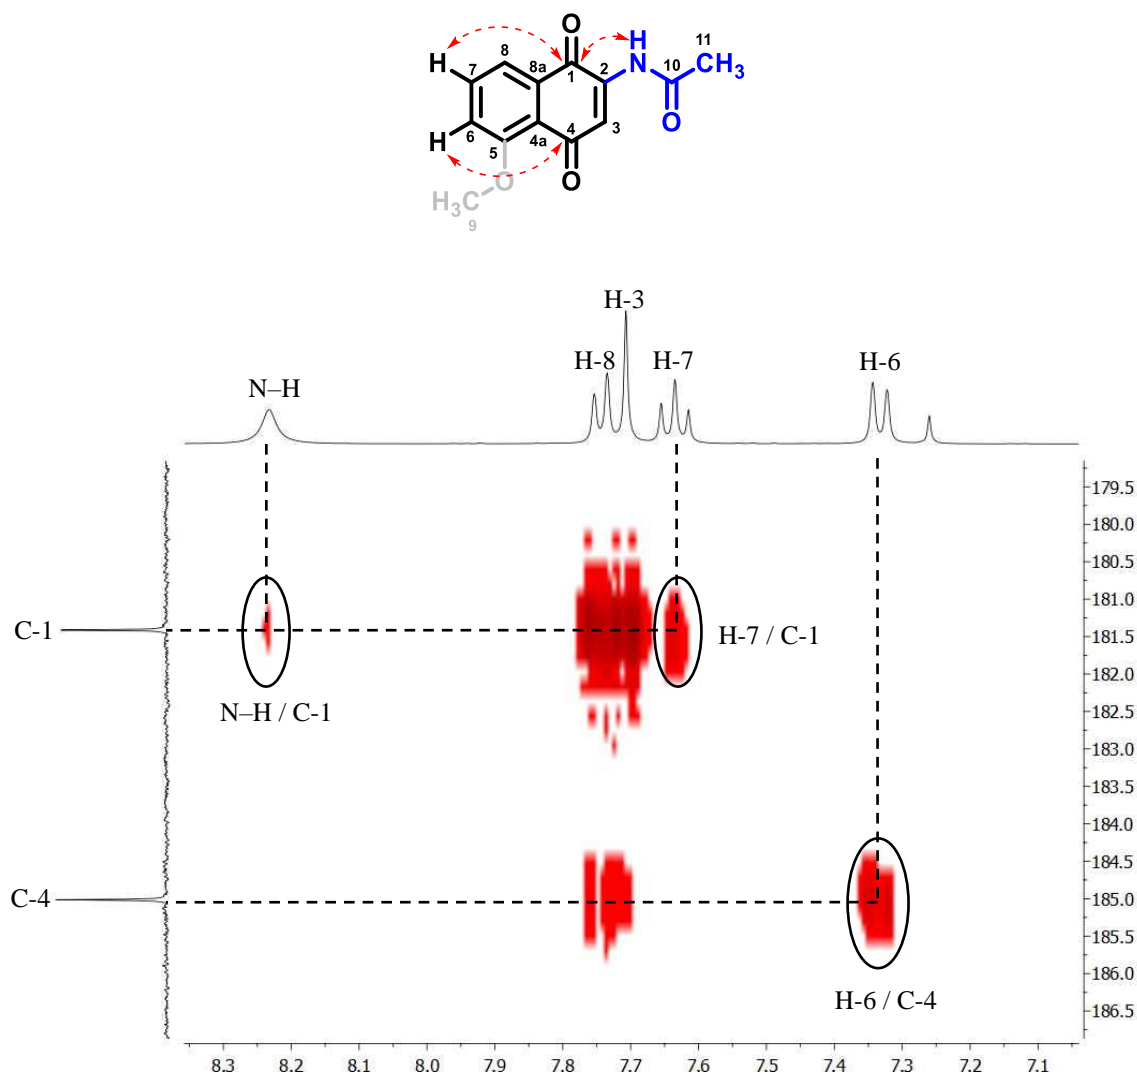 O
H
11
H
8
N
10
CH₃
7
8a
1
2
O
H
6
5
4a
4
3
O
H₃C
9
O
H-3
H-8
H-7
H-6
N–H
179.5
180.0
180.5
181.0
C-1
181.5
H-7 / C-1
182.0
N–H / C-1
182.5
183.0
183.5
184.0
184.5
C-4
185.0
185.5
186.0
H-6 / C-4
186.5
8.3 8.2 8.1 8.0 7.9 7.8 7.7 7.6 7.5 7.4 7.3 7.2 7.1